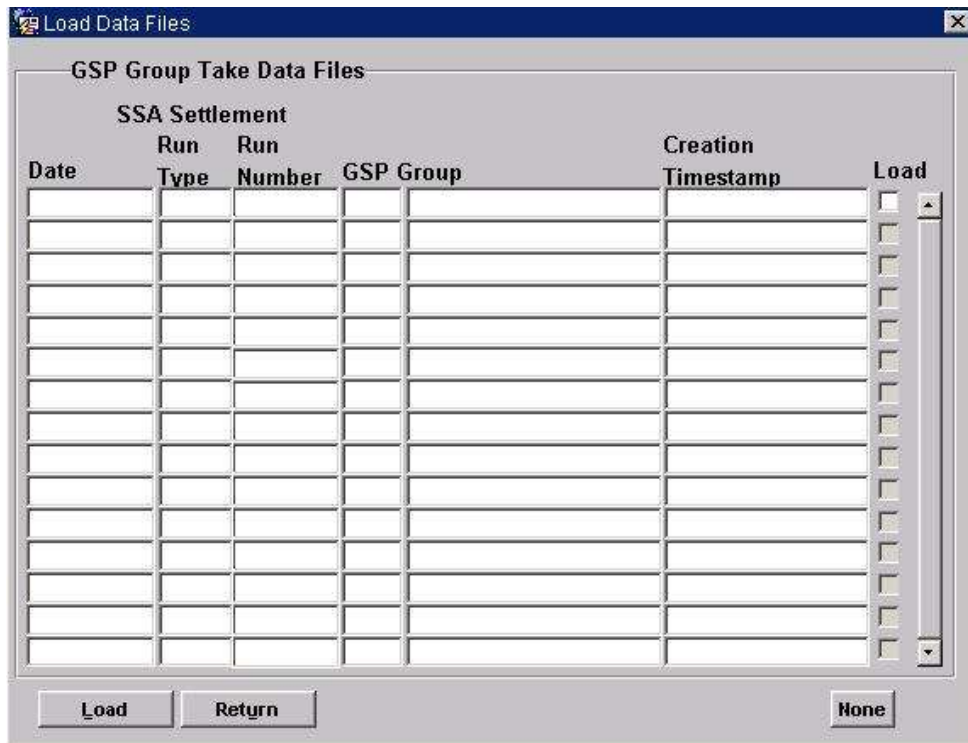 Load Data Files
GSP Group Take Data Files
SSA Settlement
Run Run Creation
Date Type Number GSP Group Timestamp Load
Load Return None